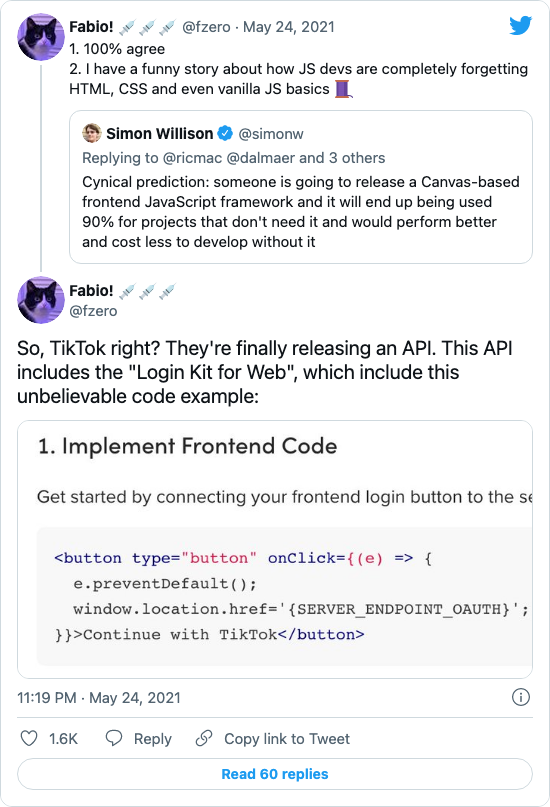 Fabio! 💉 💉 💉 @fzero · May 24, 2021
1. 100% agree
2. I have a funny story about how JS devs are completely forgetting
HTML, CSS and even vanilla JS basics 🧵
Simon Willison @simonw
Replying to @ricmac @dalmaer and 3 others
Cynical prediction: someone is going to release a Canvas-based
frontend JavaScript framework and it will end up being used
90% for projects that don't need it and would perform better
and cost less to develop without it
Fabio! 💉 💉 💉
@fzero
So, TikTok right? They're finally releasing an API. This API
includes the "Login Kit for Web", which include this
unbelievable code example:
1. Implement Frontend Code
Get started by connecting your frontend login button to the se
<button type="button" onClick={(e) => {
e.preventDefault();
window.location.href='{SERVER_ENDPOINT_OAUTH}';
}}>Continue with TikTok</button>
11:19 PM · May 24, 2021
1.6K Reply Copy link to Tweet
Read 60 replies